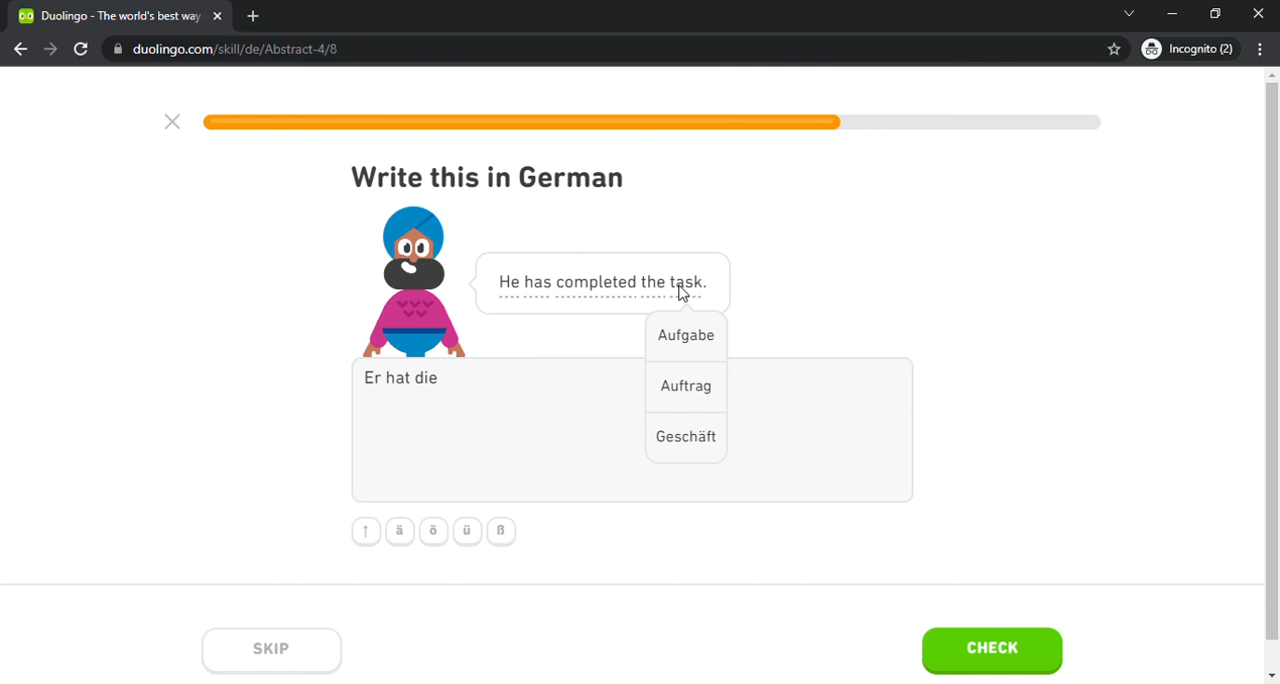 Duolingo - The world's best way
duolingo.com/skill/de/Abstract-4/8
Incognito (2)
Write this in German
He has completed the task.
Aufgabe
Auftrag
Geschäft
Er hat die
↑ ä ö ü ß
SKIP
CHECK